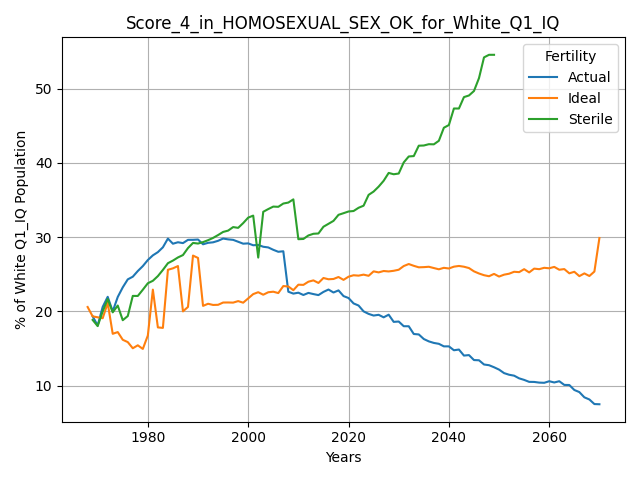 Score_4_in_HOMOSEXUAL_SEX_OK_for_White_Q1_IQ
Fertility
Actual
Ideal
Sterile
% of White Q1_IQ Population
50
40
30
20
10
1980
2000
2020
2040
2060
Years